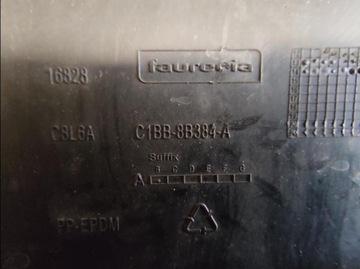 faurecia
16828
C8L6A C1BB-8B384-A
Suffix
B C D E F G
A
PP-EPDM